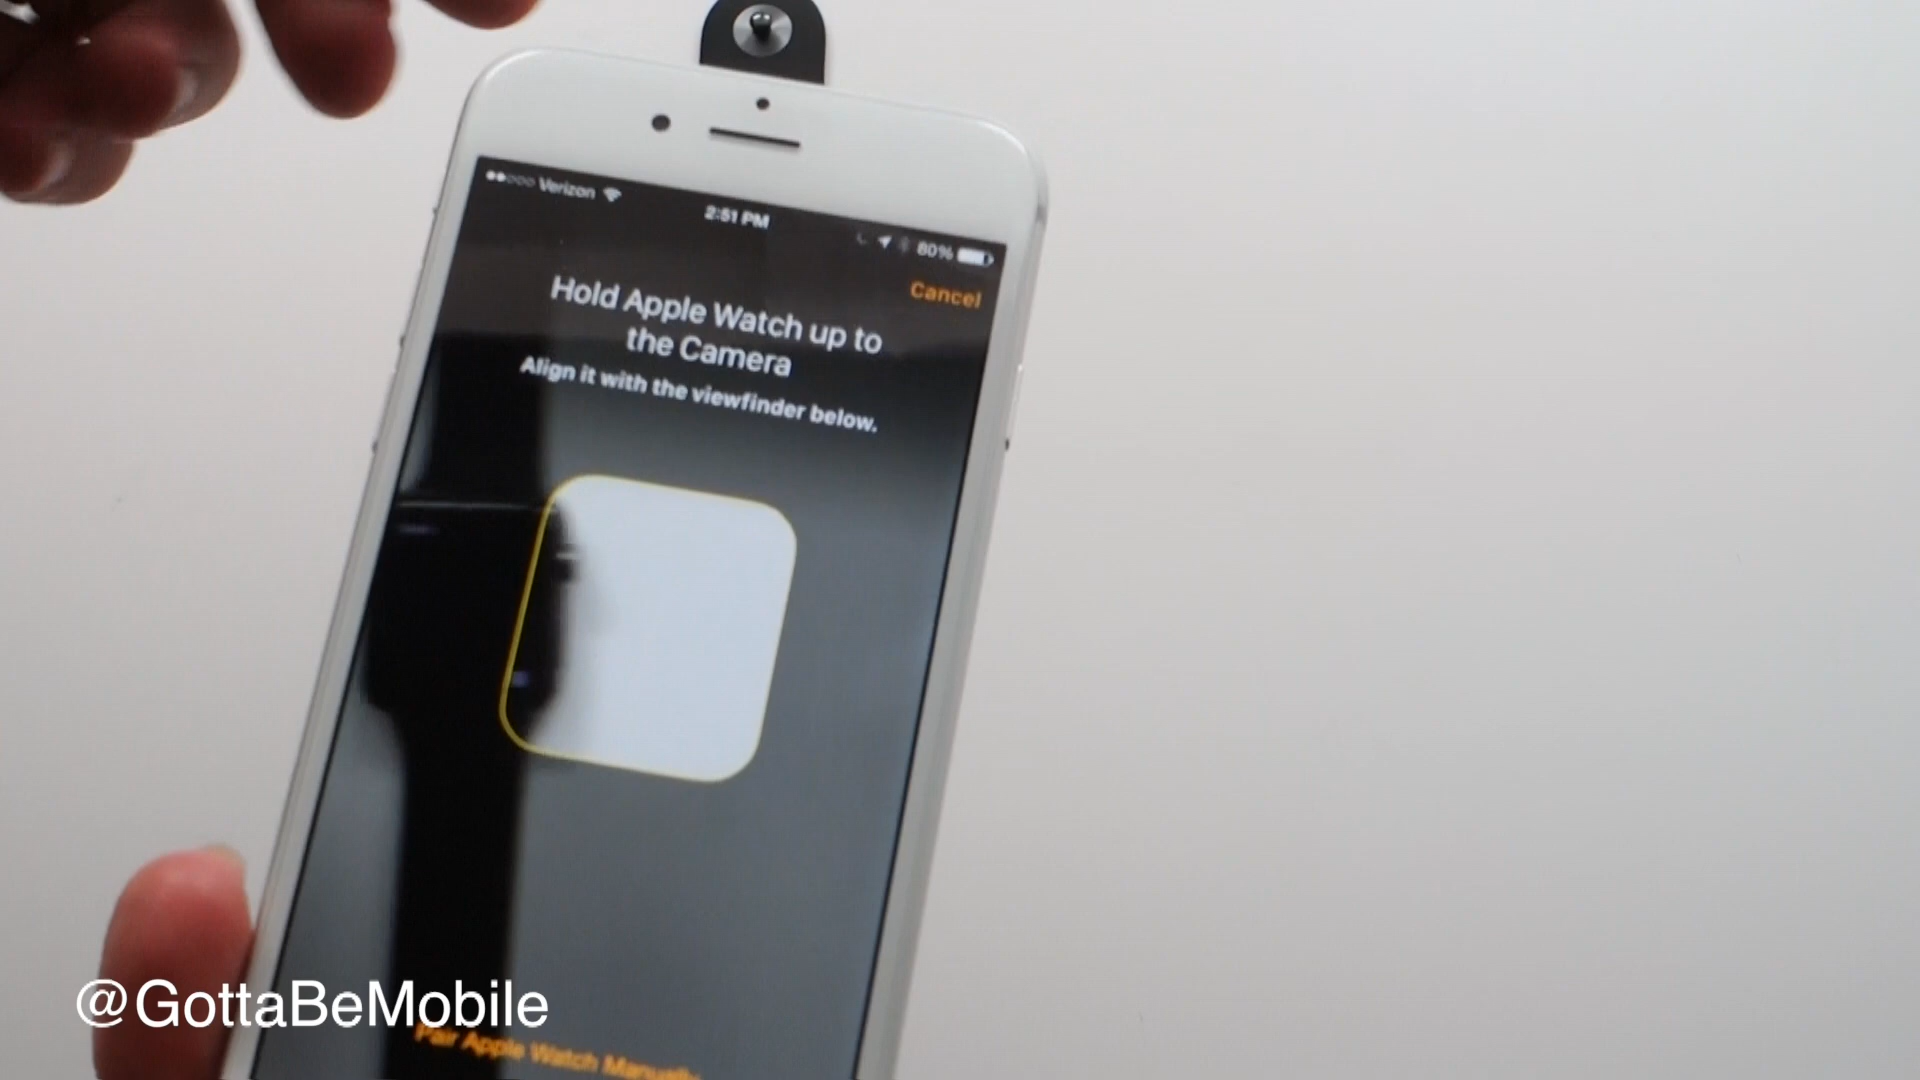 Verizon
2:51 PM
80%
Cancel
Hold Apple Watch up to
the Camera
Align it with the viewfinder below.
@GottaBeMobile
Pair Apple Watch Manually